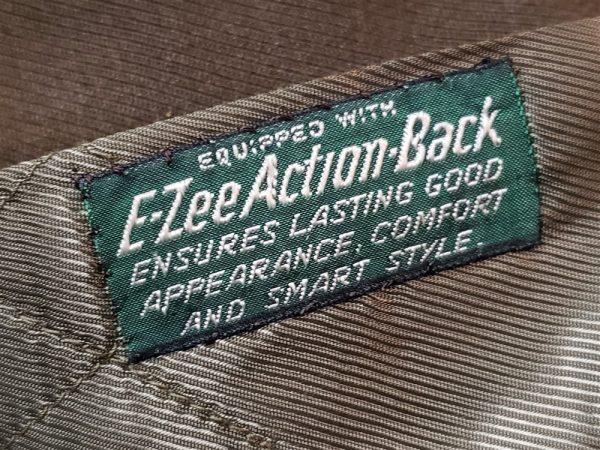 EQUIPPED WITH
E-Zee Action-Back
ENSURES LASTING GOOD
APPEARANCE, COMFORT
AND SMART STYLE.